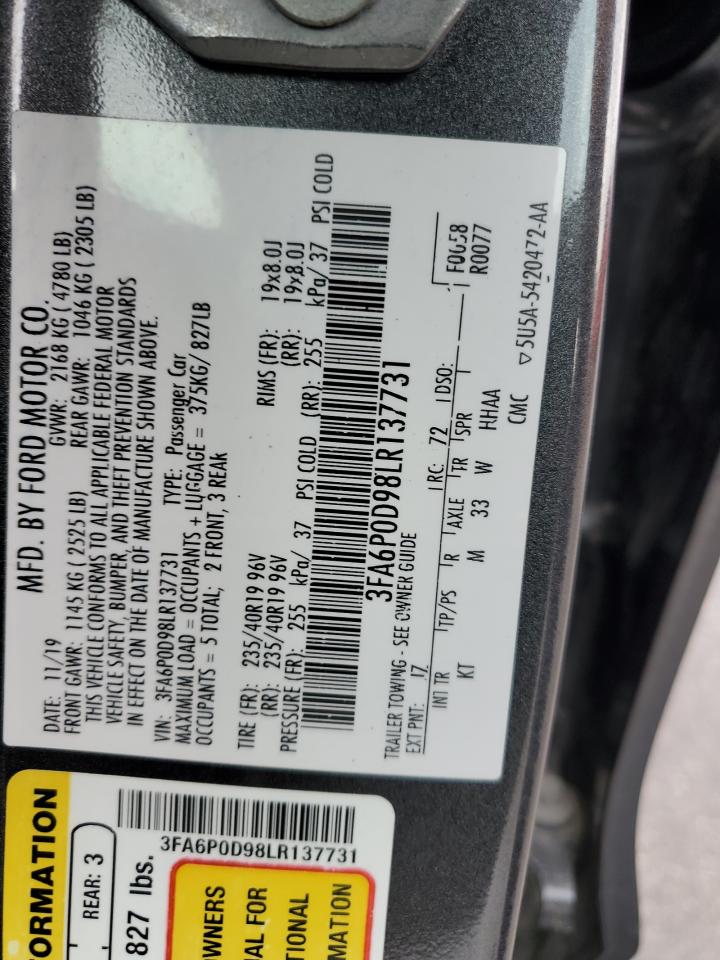 MFD. BY FORD MOTOR CO.
DATE: 11/19 GVWR: 2168 KG ( 4780 LB)
FRONT GAWR: 1145 KG ( 2525 LB) REAR GAWR: 1046 KG ( 2305 LB)
THIS VEHICLE CONFORMS TO ALL APPLICABLE FEDERAL MOTOR
VEHICLE SAFETY, BUMPER, AND THEFT PREVENTION STANDARDS
IN EFFECT ON THE DATE OF MANUFACTURE SHOWN ABOVE.
VIN: 3FA6P0D98LR137731 TYPE: Passenger Car
MAXIMUM LOAD = OCCUPANTS + LUGGAGE = 375KG/ 827LB
OCCUPANTS = 5 TOTAL; 2 FRONT, 3 REAR
TIRE (FR): 235/40R19 96V RIMS (FR): 19x8.0J
(RR): 235/40R19 96V (RR): 19x8.0J
PRESSURE (FR): 255 kPa/ 37 PSI COLD (RR): 255 kPa/ 37 PSI COLD
3FA6P0D98LR137731
TRAILER TOWING - SEE OWNER GUIDE
EXT PNT: J7 RC: 72 DSO: F0058
R0077
INT TR TP/PS R AXLE TR SPR
KT M 33 W HHAA
CMC ▽5U5A-5420472-AA
ORMATION
REAR: 3
827 lbs.
3FA6P0D98LR137731
OWNERS
AL FOR
TIONAL
MATION